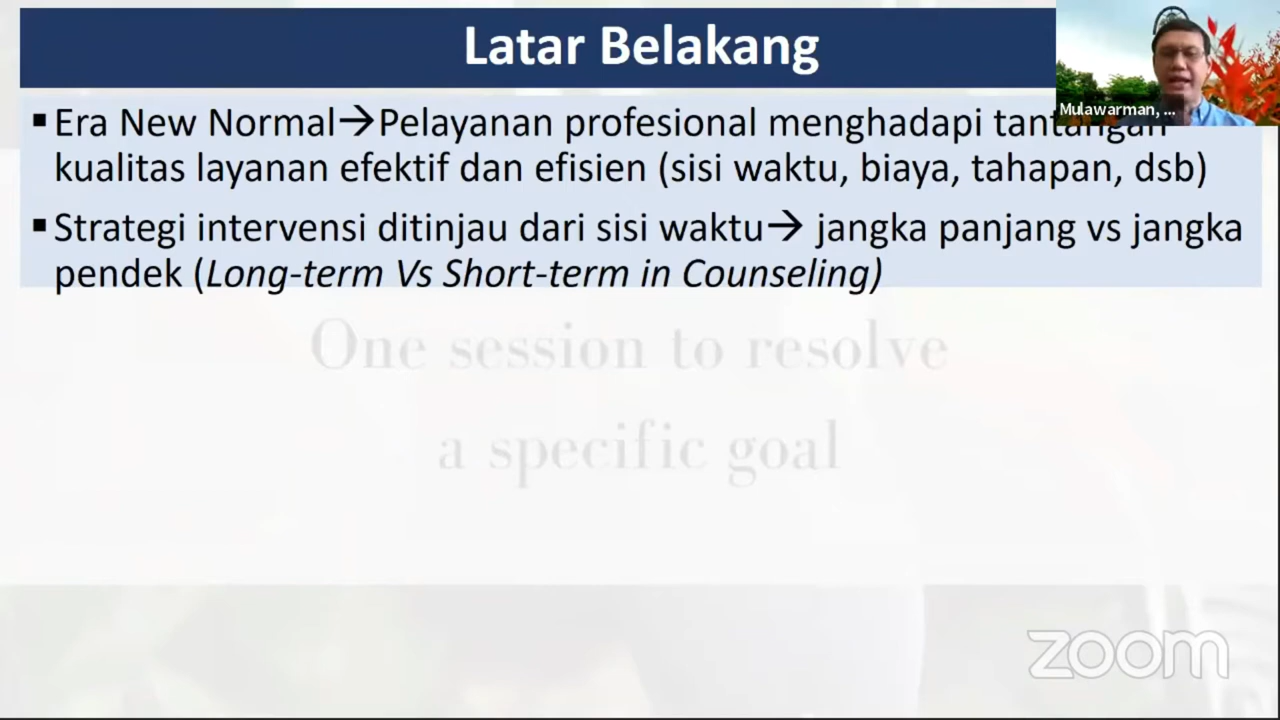 Latar Belakang
Mulawarman, ...
▪ Era New Normal→Pelayanan profesional menghadapi tantangan
kualitas layanan efektif dan efisien (sisi waktu, biaya, tahapan, dsb)
▪ Strategi intervensi ditinjau dari sisi waktu→ jangka panjang vs jangka
pendek (Long-term Vs Short-term in Counseling)
One session to resolve
a specific goal
zoom